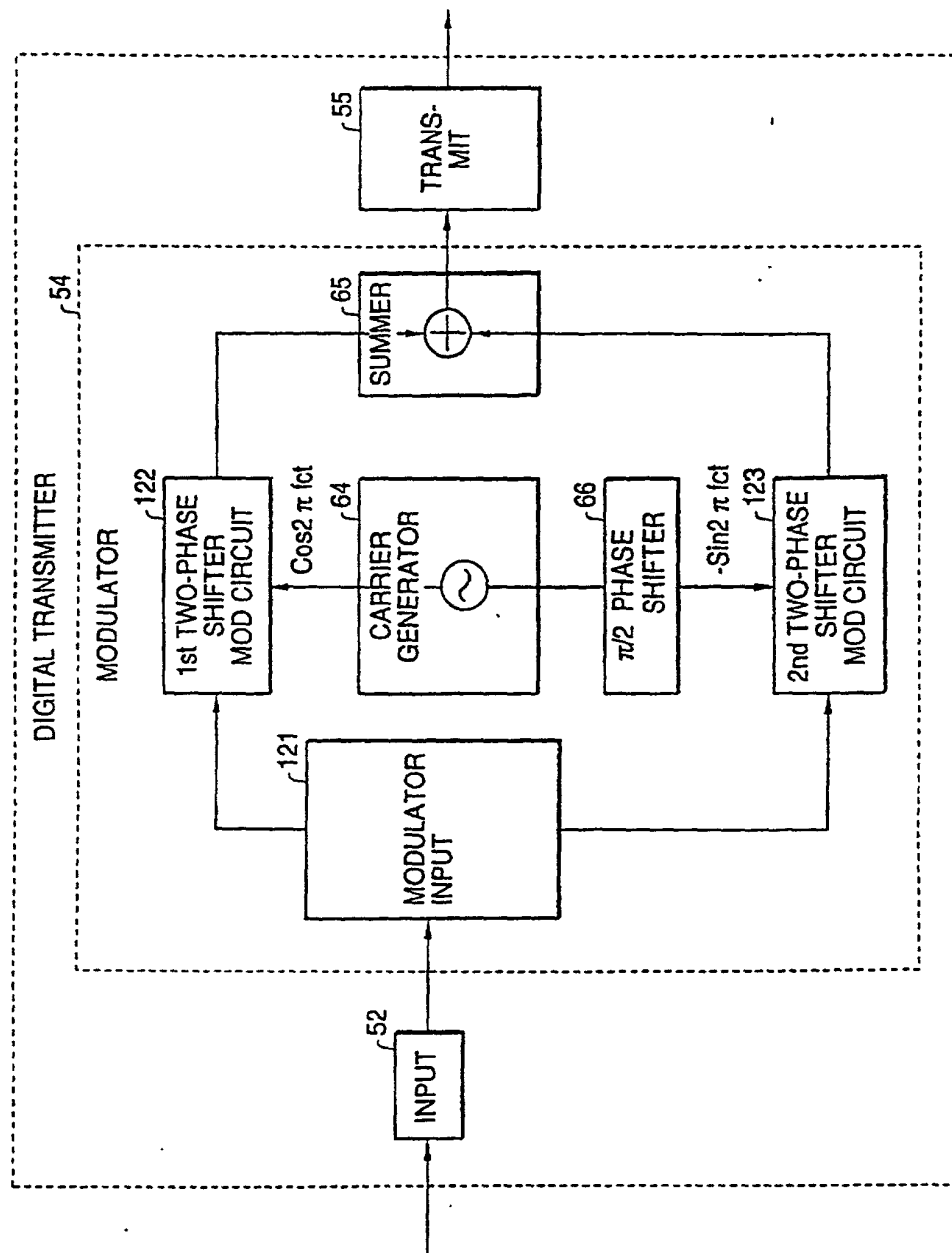 DIGITAL TRANSMITTER
54
MODULATOR
52
INPUT
121
MODULATOR
INPUT
122
1st TWO-PHASE
SHIFTER
MOD CIRCUIT
Cos2 π fct
64
CARRIER
GENERATOR
66
π/2 PHASE
SHIFTER
-Sin2 π fct
123
2nd TWO-PHASE
SHIFTER
MOD CIRCUIT
65
SUMMER
55
TRANS-
MIT